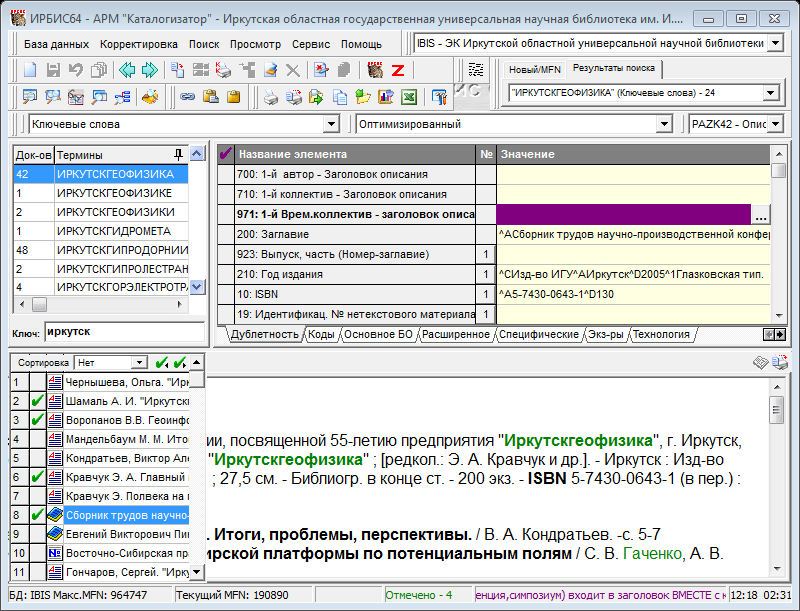 ИРБИС64 - АРМ "Каталогизатор" - Иркутская областная государственная универсальная научная библиотека им. И....
База данных Корректировка Поиск Просмотр Сервис Помощь
IBIS - ЭК Иркутской областной универсальной научной библиотеки
Новый/MFN Результаты поиска
"ИРКУТСКГЕОФИЗИКА" (Ключевые слова) - 24
Ключевые слова
Оптимизированный
PAZK42 - Опис
Док-ов Термины
42 ИРКУТСКГЕОФИЗИКА
1 ИРКУТСКГЕОФИЗИКЕ
2 ИРКУТСКГЕОФИЗИКИ
1 ИРКУТСКГИДРОМЕТА
48 ИРКУТСКГИПРОДОРНИИ
2 ИРКУТСКГИПРОЛЕСТРАН
4 ИРКУТСКГОРЭЛЕКТРОТРА
Ключ: иркутск
Название элемента № Значение
700: 1-й автор - Заголовок описания
710: 1-й коллектив - Заголовок описания
971: 1-й Врем.коллектив - заголовок описа
...
200: Заглавие ^AСборник трудов научно-производственной конфер
923: Выпуск, часть (Номер-заглавие) 1
210: Год издания 1 ^CИзд-во ИГУ^AИркутск^D2005^1Глазковская тип.
10: ISBN 1 ^A5-7430-0643-1^D130
19: Идентификац. № нетекстового материала 1
Дублетность Коды Основное БО Расширенное Специфические Экз-ры Технология
Сортировка Нет
1 Чернышева, Ольга. "Ирк
2 Шамаль А. И. "Иркутск
3 Воропанов В.В. Геоинфо
4 Мандельбаум М. М. Ито
5 Кондратьев, Виктор Але
6 Кравчук Э. А. Главный
7 Кравчук Э. Полвека на
8 Сборник трудов научно-
9 Евгений Викторович Пин
10 Восточно-Сибирская пра
11 Гончаров, Сергей. "Ирку
ии, посвященной 55-летию предприятия "Иркутскгеофизика", г. Иркутск,
"Иркутскгеофизика" ; [редкол.: Э. А. Кравчук и др.]. - Иркутск : Изд-во
; 27,5 см. - Библиогр. в конце ст. - 200 экз. - ISBN 5-7430-0643-1 (в пер.) :
. Итоги, проблемы, перспективы. / В. А. Кондратьев. -с. 5-7
ирской платформы по потенциальным полям / С. В. Гаченко, А. В.
БД: IBIS Макс.MFN: 964747
Текущий MFN: 190890
Отмечено - 4
енция,симпозиум) входит в заголовок ВМЕСТЕ с к
12:18 02:31